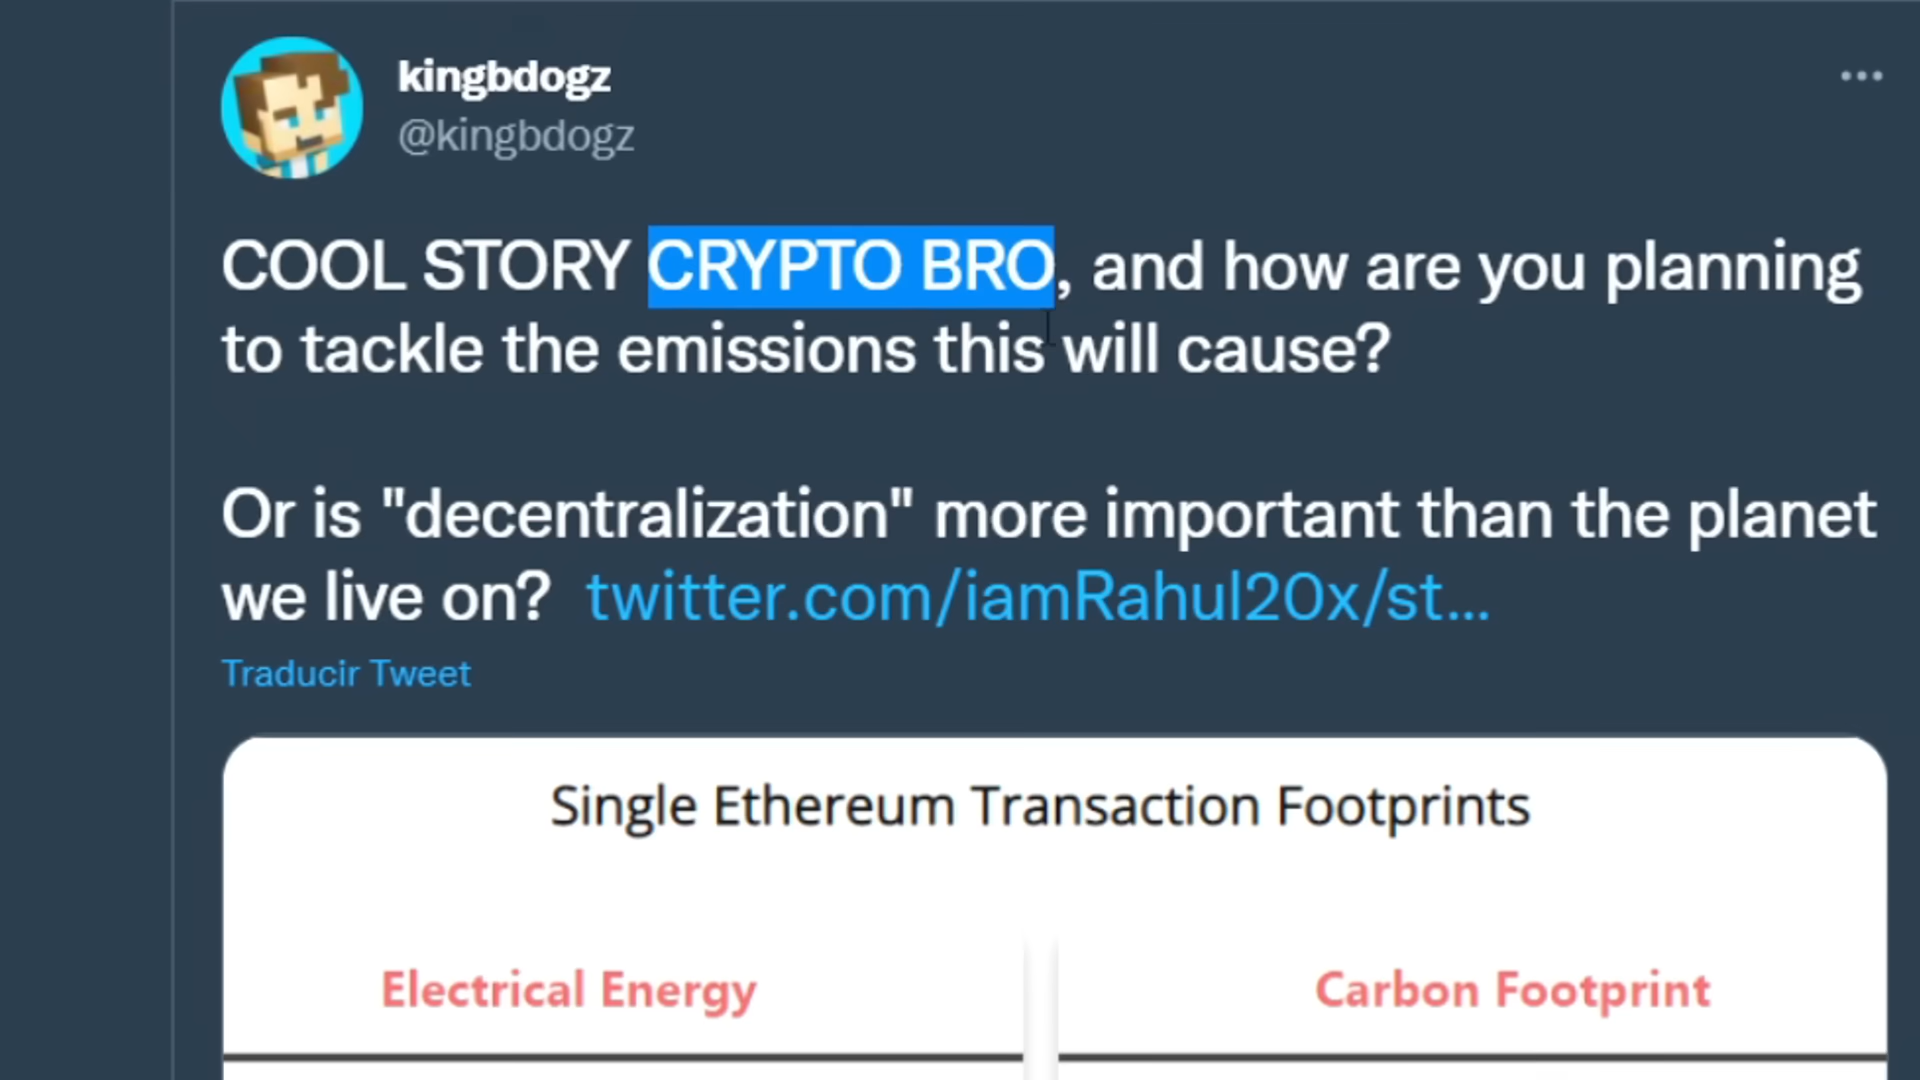 kingbdogz
@kingbdogz
COOL STORY CRYPTO BRO, and how are you planning
to tackle the emissions this will cause?
Or is "decentralization" more important than the planet
we live on? twitter.com/iamRahul20x/st...
Traducir Tweet
Single Ethereum Transaction Footprints
Electrical Energy
Carbon Footprint